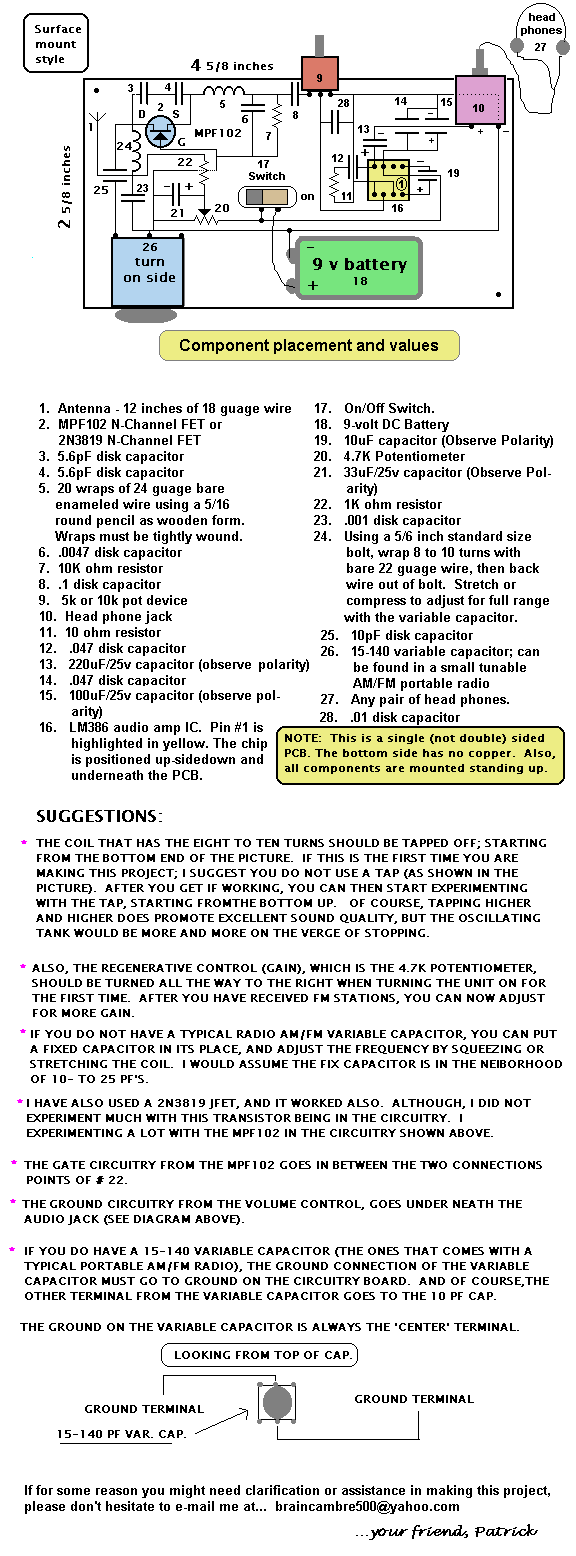 Surface
mount
style
head
phones
27
4 5/8 inches
2 5/8 inches
3
4
5
6
7
8
9
10
28
14
15
13
12
11
16
1
19
+
-
1
D
2
S
G
MPF102
24
25
23
22
21
20
17
Switch
on
26
turn
on side
-
9 v battery
18
+
Component placement and values
1. Antenna - 12 inches of 18 guage wire
2. MPF102 N-Channel FET or
2N3819 N-Channel FET
3. 5.6pF disk capacitor
4. 5.6pF disk capacitor
5. 20 wraps of 24 guage bare
enameled wire using a 5/16
round pencil as wooden form.
Wraps must be tightly wound.
6. .0047 disk capacitor
7. 10K ohm resistor
8. .1 disk capacitor
9. 5k or 10k pot device
10. Head phone jack
11. 10 ohm resistor
12. .047 disk capacitor
13. 220uF/25v capacitor (observe polarity)
14. .047 disk capacitor
15. 100uF/25v capacitor (observe pol-
arity)
16. LM386 audio amp IC. Pin #1 is
highlighted in yellow. The chip
is positioned up-sidedown and
underneath the PCB.
17. On/Off Switch.
18. 9-volt DC Battery
19. 10uF capacitor (Observe Polarity)
20. 4.7K Potentiometer
21. 33uF/25v capacitor (Observe Pol-
arity)
22. 1K ohm resistor
23. .001 disk capacitor
24. Using a 5/6 inch standard size
bolt, wrap 8 to 10 turns with
bare 22 guage wire, then back
wire out of bolt. Stretch or
compress to adjust for full range
with the variable capacitor.
25. 10pF disk capacitor
26. 15-140 variable capacitor; can
be found in a small tunable
AM/FM portable radio
27. Any pair of head phones.
28. .01 disk capacitor
NOTE: This is a single (not double) sided
PCB. The bottom side has no copper. Also,
all components are mounted standing up.
SUGGESTIONS:
* THE COIL THAT HAS THE EIGHT TO TEN TURNS SHOULD BE TAPPED OFF; STARTING
FROM THE BOTTOM END OF THE PICTURE. IF THIS IS THE FIRST TIME YOU ARE
MAKING THIS PROJECT; I SUGGEST YOU DO NOT USE A TAP (AS SHOWN IN THE
PICTURE). AFTER YOU GET IF WORKING, YOU CAN THEN START EXPERIMENTING
WITH THE TAP, STARTING FROMTHE BOTTOM UP. OF COURSE, TAPPING HIGHER
AND HIGHER DOES PROMOTE EXCELLENT SOUND QUALITY, BUT THE OSCILLATING
TANK WOULD BE MORE AND MORE ON THE VERGE OF STOPPING.
* ALSO, THE REGENERATIVE CONTROL (GAIN), WHICH IS THE 4.7K POTENTIOMETER,
SHOULD BE TURNED ALL THE WAY TO THE RIGHT WHEN TURNING THE UNIT ON FOR
THE FIRST TIME. AFTER YOU HAVE RECEIVED FM STATIONS, YOU CAN NOW ADJUST
FOR MORE GAIN.
* IF YOU DO NOT HAVE A TYPICAL RADIO AM/FM VARIABLE CAPACITOR, YOU CAN PUT
A FIXED CAPACITOR IN ITS PLACE, AND ADJUST THE FREQUENCY BY SQUEEZING OR
STRETCHING THE COIL. I WOULD ASSUME THE FIX CAPACITOR IS IN THE NEIBORHOOD
OF 10- TO 25 PF'S.
* I HAVE ALSO USED A 2N3819 JFET, AND IT WORKED ALSO. ALTHOUGH, I DID NOT
EXPERIMENT MUCH WITH THIS TRANSISTOR BEING IN THE CIRCUITRY. I
EXPERIMENTING A LOT WITH THE MPF102 IN THE CIRCUITRY SHOWN ABOVE.
* THE GATE CIRCUITRY FROM THE MPF102 GOES IN BETWEEN THE TWO CONNECTIONS
POINTS OF # 22.
* THE GROUND CIRCUITRY FROM THE VOLUME CONTROL, GOES UNDER NEATH THE
AUDIO JACK (SEE DIAGRAM ABOVE).
* IF YOU DO HAVE A 15-140 VARIABLE CAPACITOR (THE ONES THAT COMES WITH A
TYPICAL PORTABLE AM/FM RADIO), THE GROUND CONNECTION OF THE VARIABLE
CAPACITOR MUST GO TO GROUND ON THE CIRCUITRY BOARD. AND OF COURSE,THE
OTHER TERMINAL FROM THE VARIABLE CAPACITOR GOES TO THE 10 PF CAP.
THE GROUND ON THE VARIABLE CAPACITOR IS ALWAYS THE 'CENTER' TERMINAL.
LOOKING FROM TOP OF CAP.
GROUND TERMINAL
GROUND TERMINAL
15-140 PF VAR. CAP.
If for some reason you might need clarification or assistance in making this project,
please don't hesitate to e-mail me at... braincambre500@yahoo.com
...your friend, Patrick